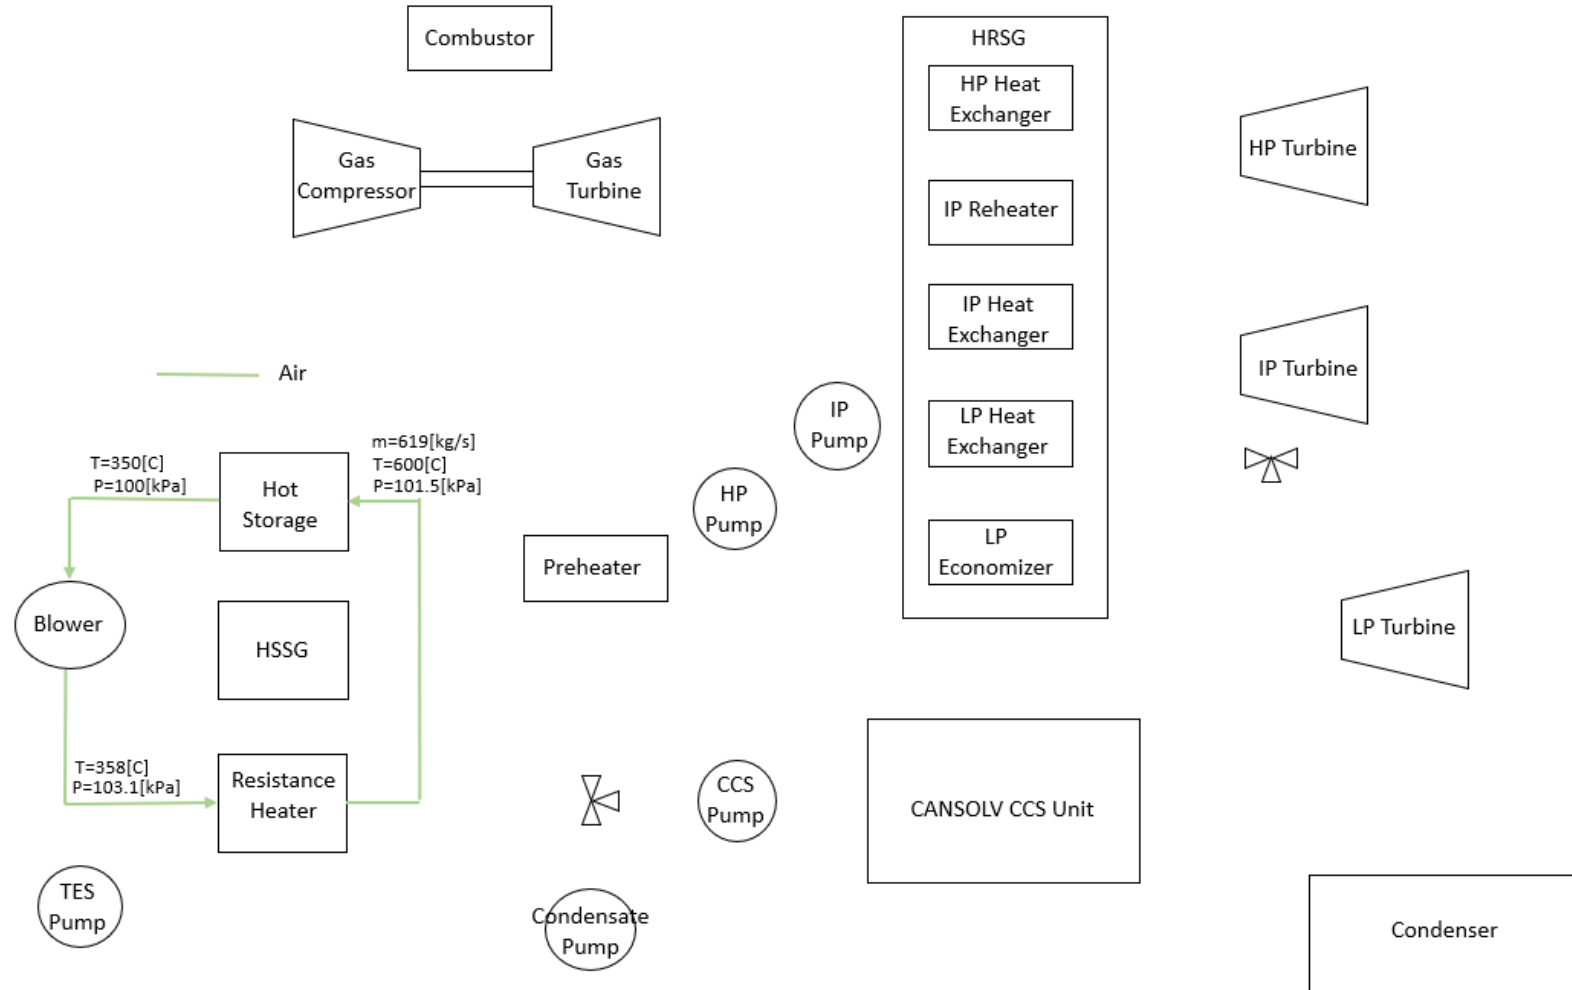 Combustor
HRSG
HP Heat
Exchanger
Gas
Compressor
Gas
Turbine
HP Turbine
IP Reheater
IP Heat
Exchanger
Air
IP Turbine
IP
Pump
LP Heat
Exchanger
m=619[kg/s]
T=600[C]
P=101.5[kPa]
T=350[C]
P=100[kPa]
Hot
Storage
HP
Pump
Preheater
LP
Economizer
Blower
HSSG
LP Turbine
T=358[C]
P=103.1[kPa]
Resistance
Heater
CCS
Pump
CANSOLV CCS Unit
TES
Pump
Condensate
Pump
Condenser